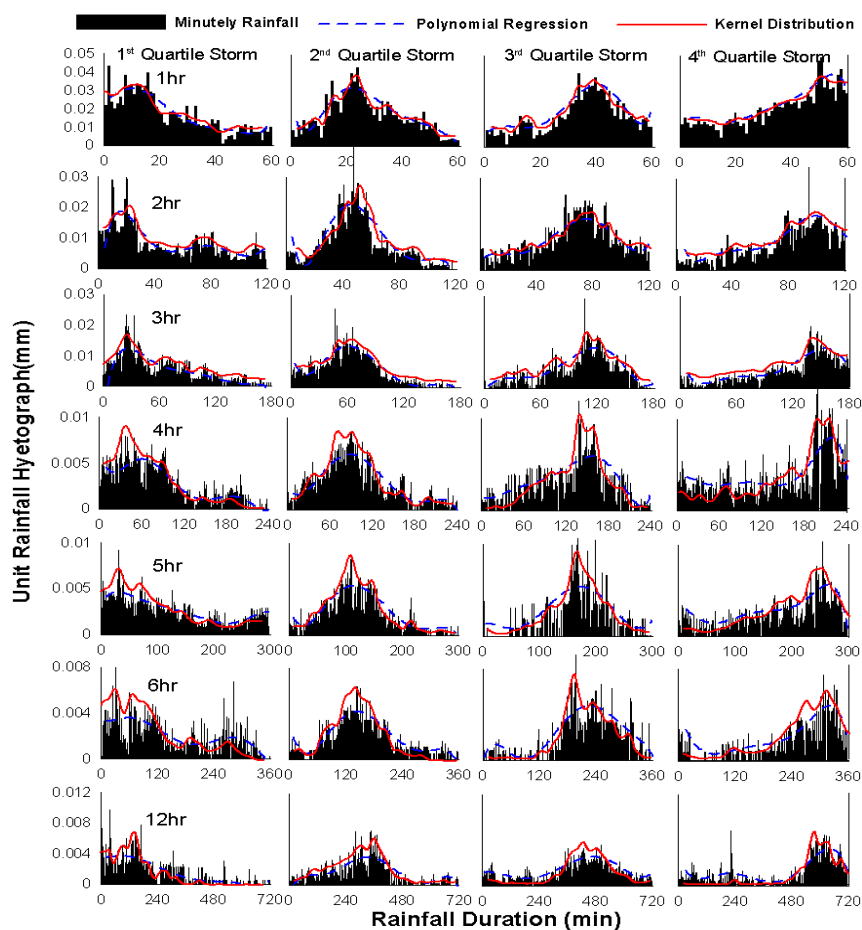 Minutely Rainfall Polynomial Regression Kernel Distribution
1st Quartile Storm 2nd Quartile Storm 3rd Quartile Storm 4th Quartile Storm
Unit Rainfall Hyetograph(mm)
0.05
0.04
0.03
0.02
0.01
0
1hr
0 20 40 60 0 20 40 60 0 20 40 60 0 20 40 60
0.03
0.02
0.01
0
2hr
0 40 80 120 0 40 80 120 0 40 80 120 0 40 80 120
0.03
0.02
0.01
0
3hr
0 60 120 180 0 60 120 180 0 60 120 180 0 60 120 180
0.01
0.005
0
4hr
0 60 120 180 240 0 60 120 180 240 0 60 120 180 240 0 60 120 180 240
0.01
0.005
0
5hr
0 100 200 300 0 100 200 300 0 100 200 300 0 100 200 300
0.008
0.004
0
6hr
0 120 240 360 0 120 240 360 0 120 240 360 0 120 240 360
0.012
0.008
0.004
0
12hr
0 240 480 720 0 240 480 720 0 240 480 720 0 240 480 720
Rainfall Duration (min)